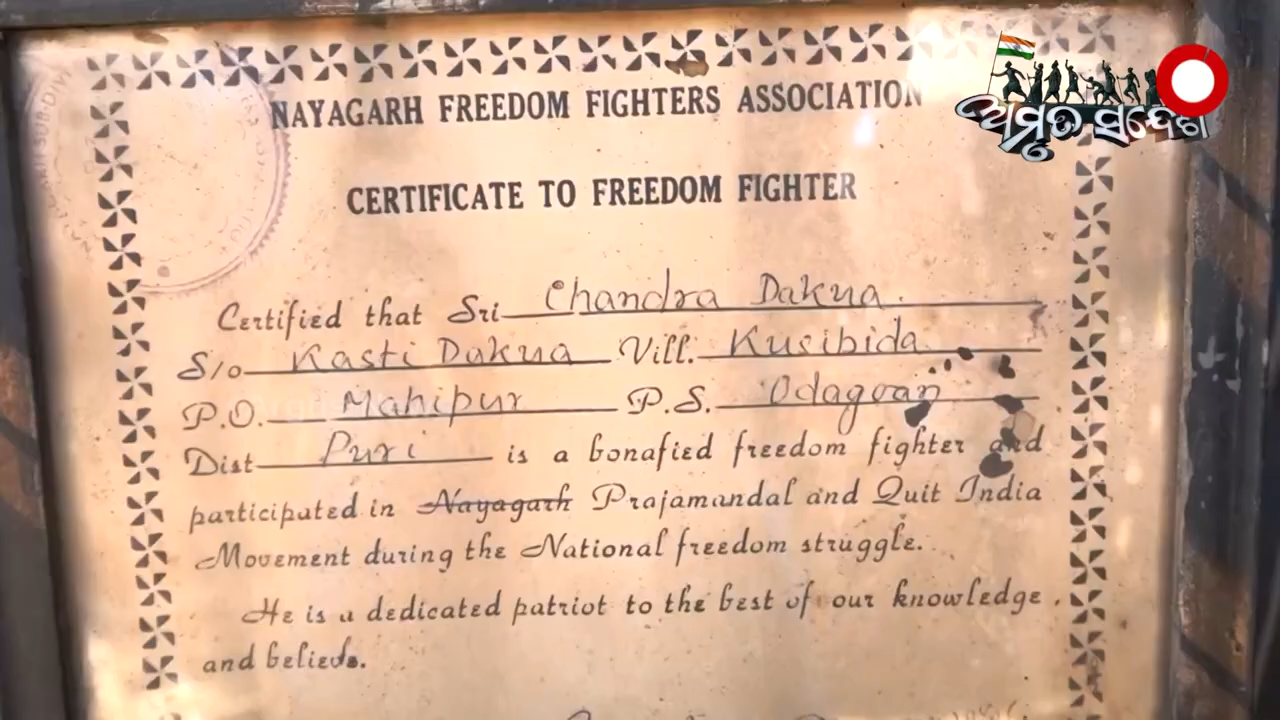 NAYAGARH FREEDOM FIGHTERS ASSOCIATION
ଅମୃତ ସନ୍ଦେଶ
CERTIFICATE TO FREEDOM FIGHTER
Certified that Sri Chandra Dakua.
S/o Kasti Dakua Vill. Kusibida
P.O. Mahipur P.S. Odagoan
Dist Puri is a bonafied freedom fighter and
participated in Nayagarh Prajamandal and Quit India
Movement during the National freedom struggle.
He is a dedicated patriot to the best of our knowledge
and believs.